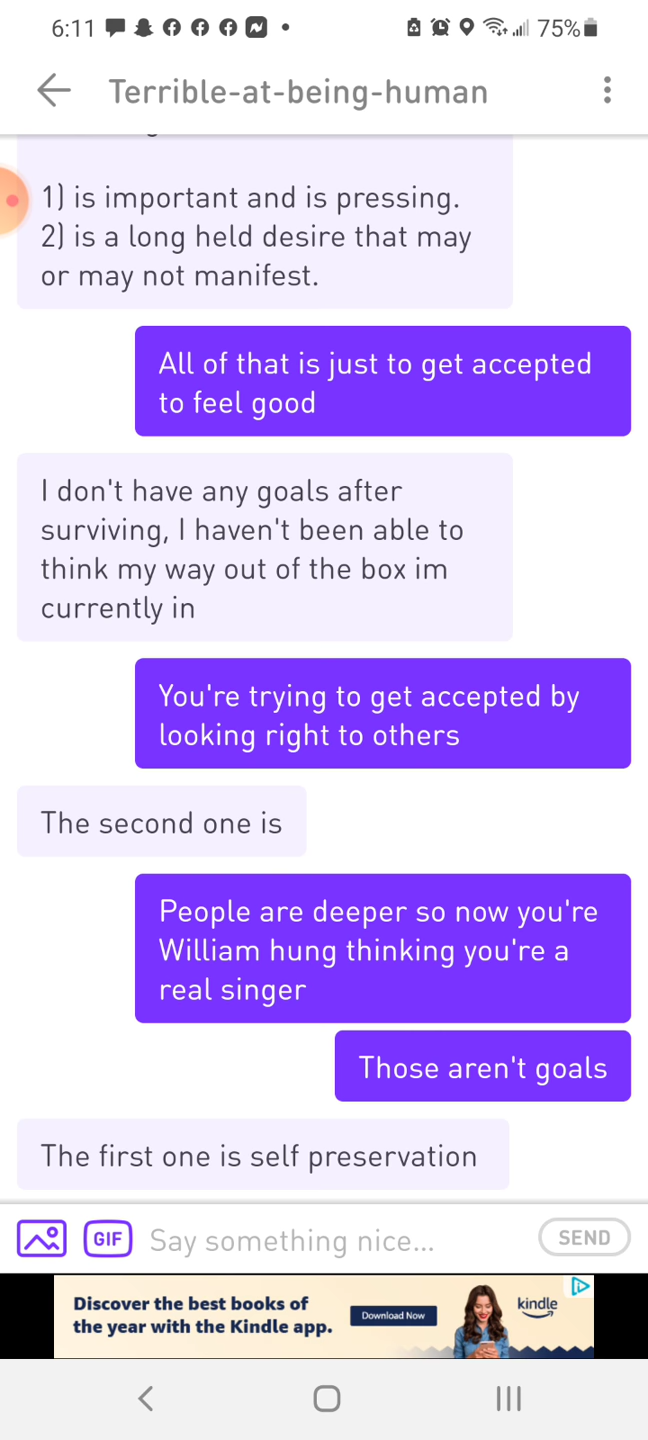 6:11
75%
Terrible-at-being-human
1) is important and is pressing.
2) is a long held desire that may
or may not manifest.
All of that is just to get accepted
to feel good
I don't have any goals after
surviving, I haven't been able to
think my way out of the box im
currently in
You're trying to get accepted by
looking right to others
The second one is
People are deeper so now you're
William hung thinking you're a
real singer
Those aren't goals
The first one is self preservation
GIF
Say something nice...
SEND
Discover the best books of
the year with the Kindle app.
Download Now
kindle